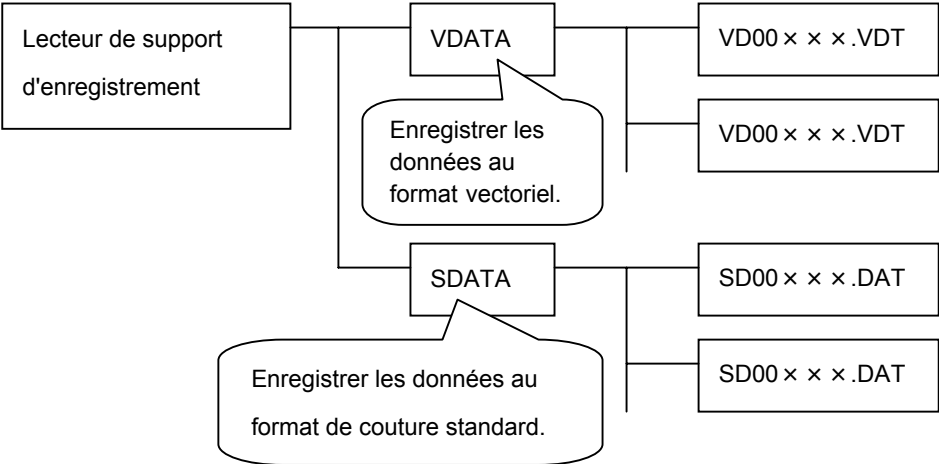 Lecteur de support
d'enregistrement
VDATA
VD00×××.VDT
VD00×××.VDT
Enregistrer les
données au
format vectoriel.
SDATA
SD00×××.DAT
SD00×××.DAT
Enregistrer les données au
format de couture standard.